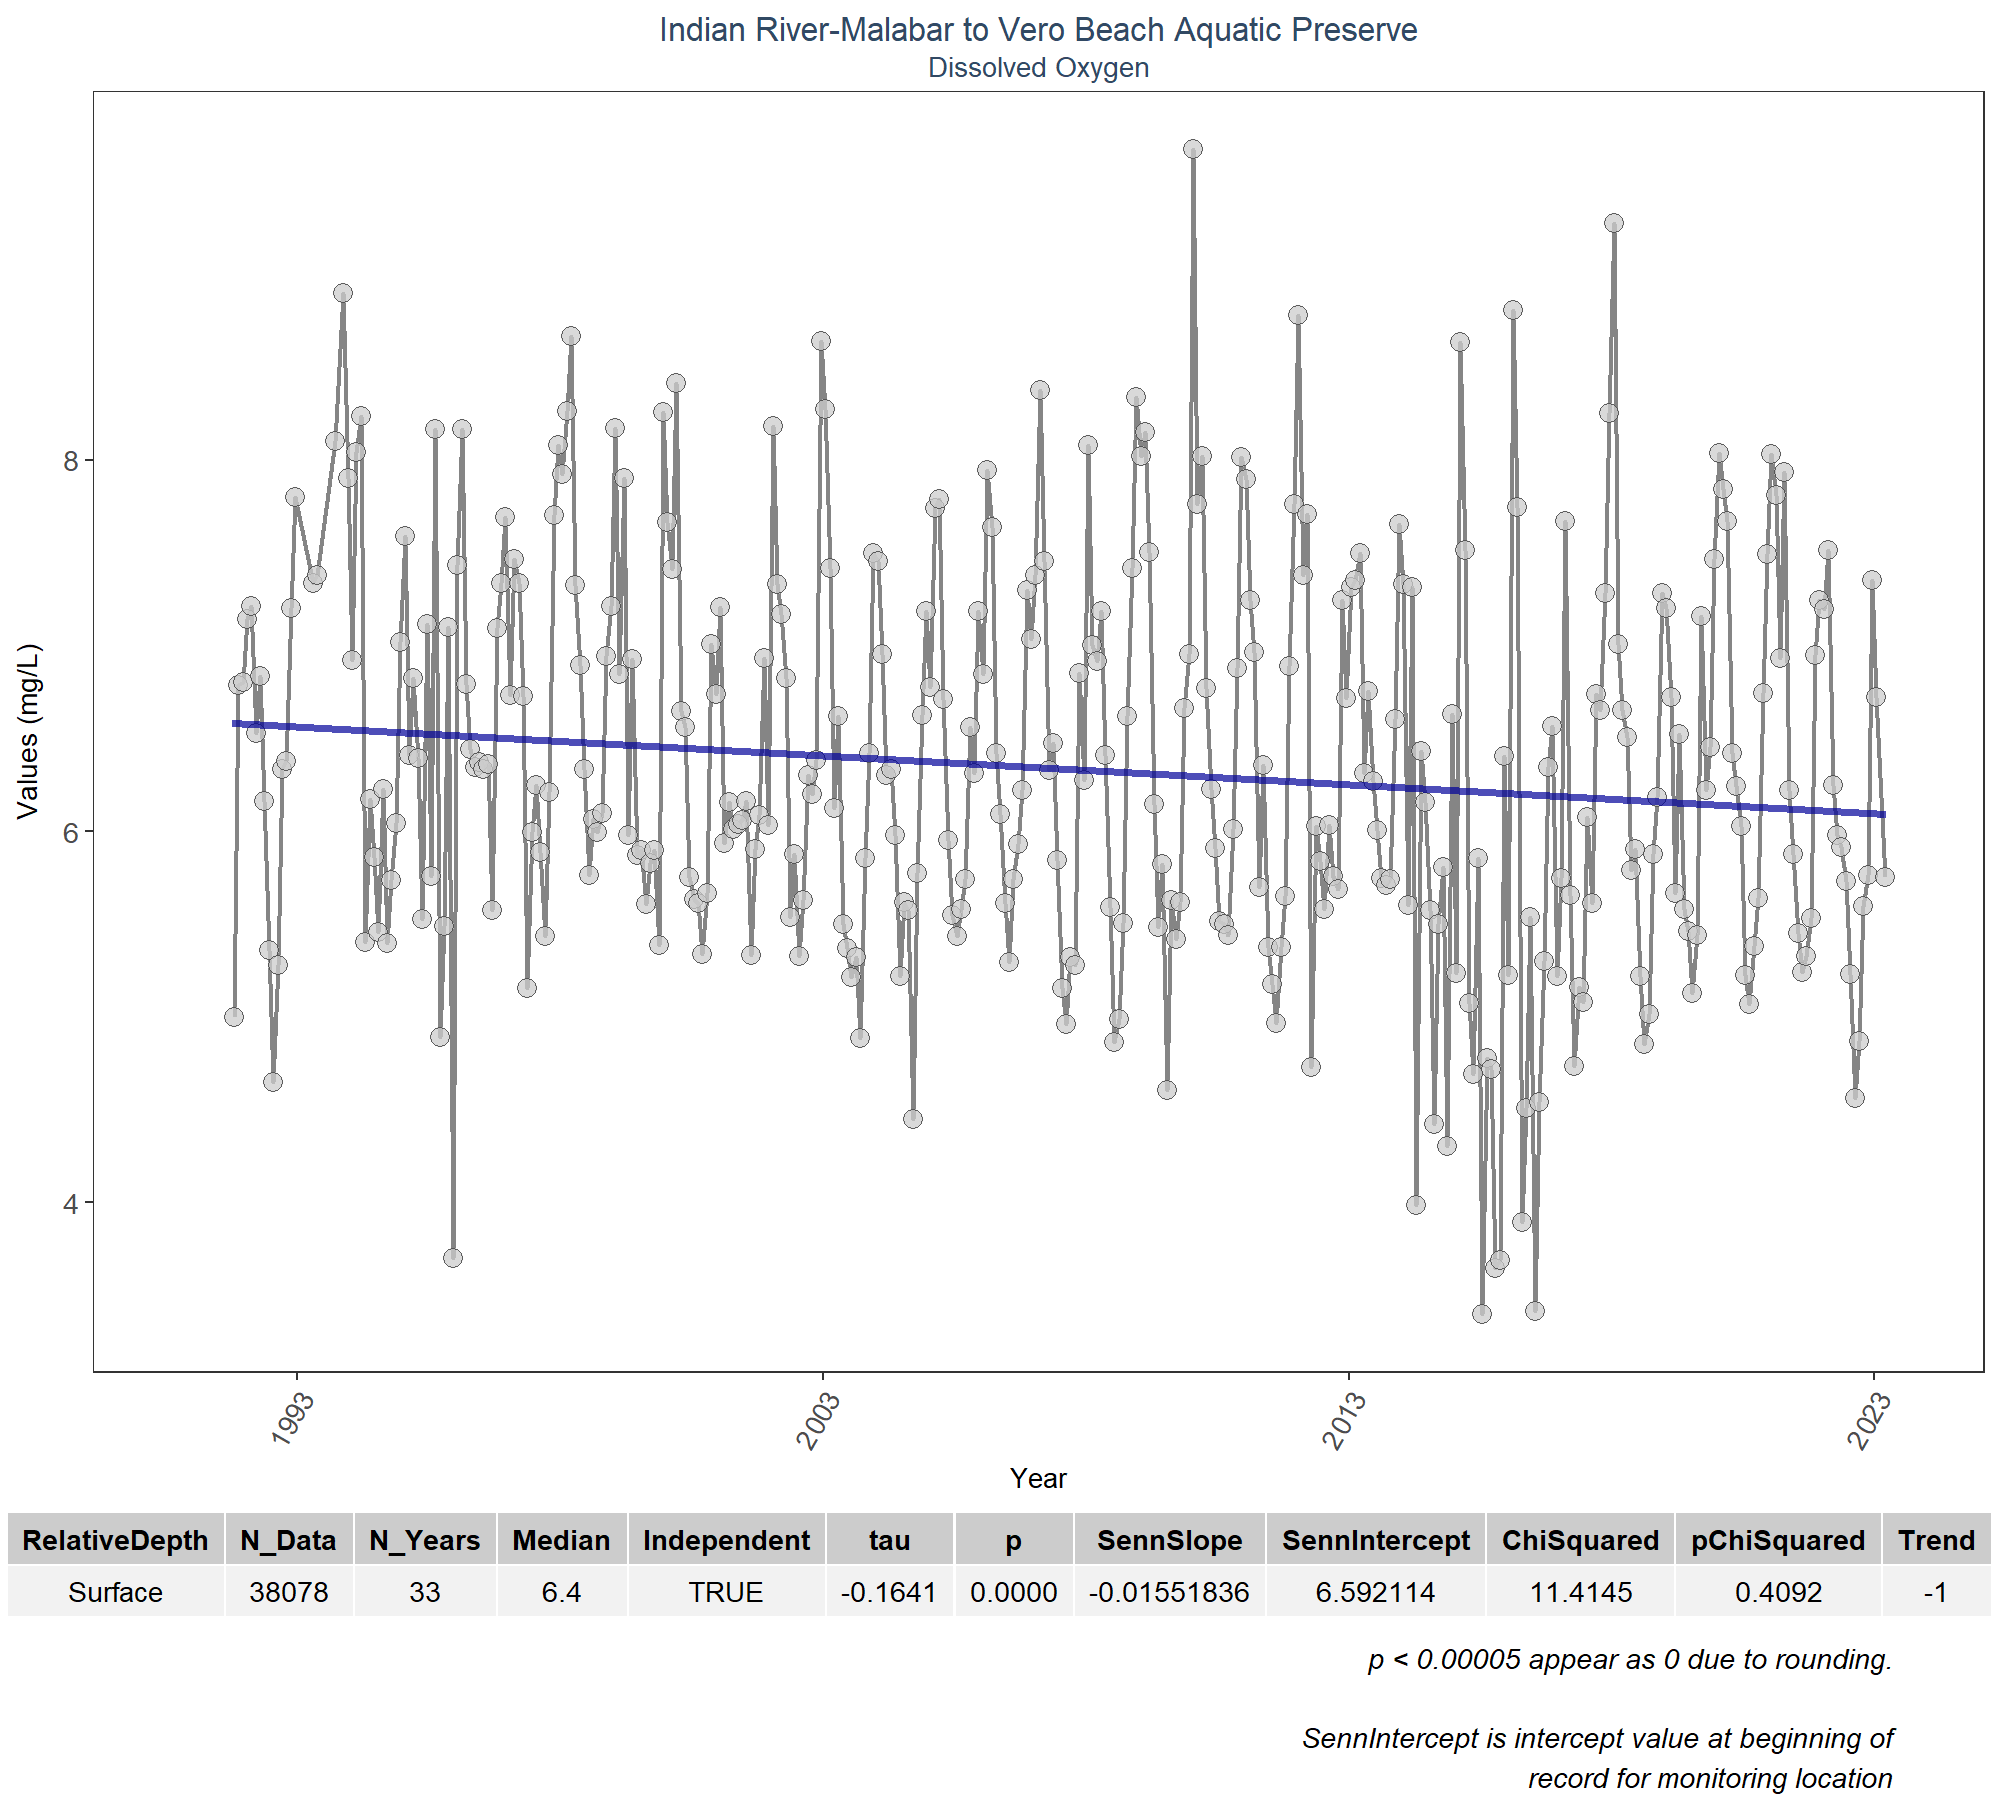 Indian River-Malabar to Vero Beach Aquatic Preserve
Dissolved Oxygen
Values (mg/L)
8
6
4
1993 2003 2013 2023
Year
RelativeDepth N_Data N_Years Median Independent tau p SennSlope SennIntercept ChiSquared pChiSquared Trend
Surface 38078 33 6.4 TRUE -0.1641 0.0000 -0.01551836 6.592114 11.4145 0.4092 -1
p < 0.00005 appear as 0 due to rounding.
SennIntercept is intercept value at beginning of
record for monitoring location